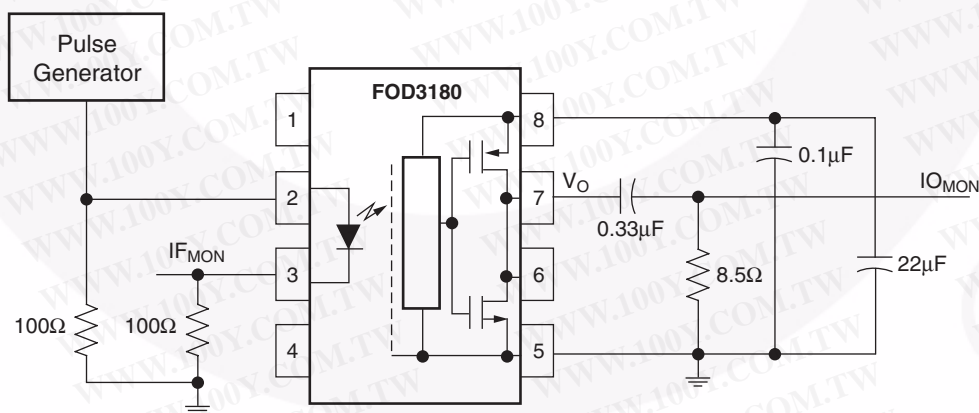 Pulse
Generator
FOD3180
1
8
0.1μF
2
7
V_O
IO_MON
0.33μF
IF_MON
3
6
8.5Ω
22μF
100Ω
100Ω
4
5
WWW.100Y.COM.TW